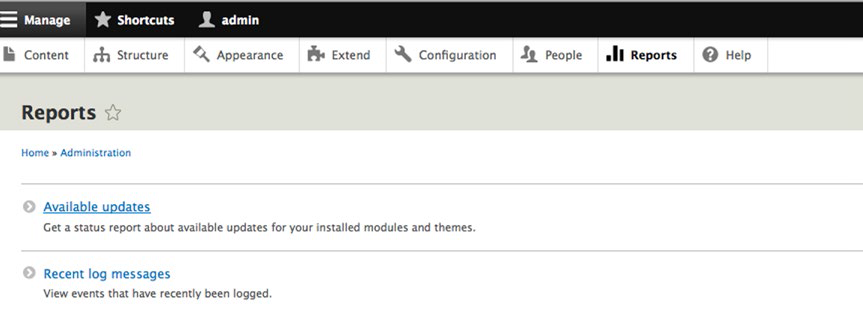 Manage Shortcuts admin
Content Structure Appearance Extend Configuration People Reports Help
Reports
Home » Administration
Available updates
Get a status report about available updates for your installed modules and themes.
Recent log messages
View events that have recently been logged.